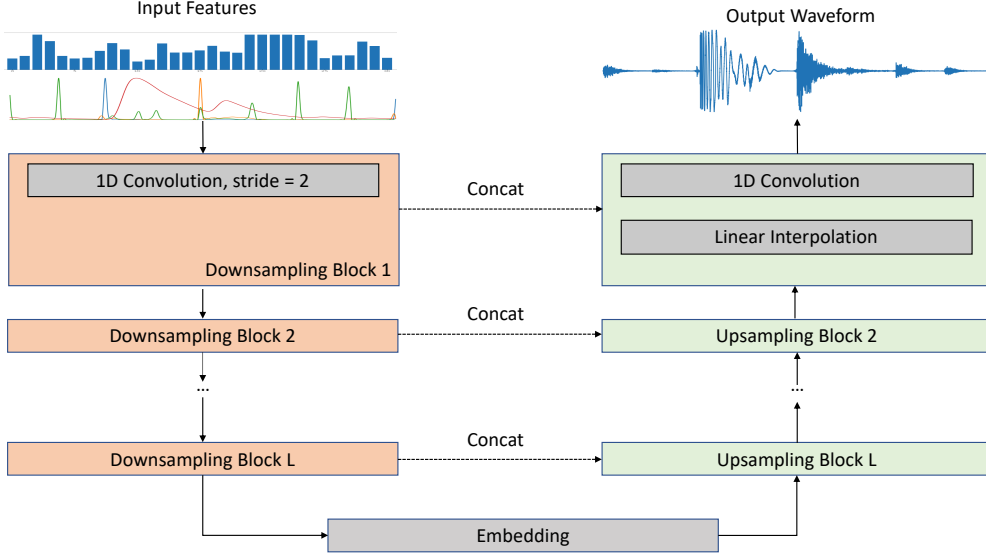 Input Features
Output Waveform
1D Convolution, stride = 2
Concat
1D Convolution
Linear Interpolation
Downsampling Block 1
Concat
Downsampling Block 2
Upsampling Block 2
...
...
Concat
Downsampling Block L
Upsampling Block L
Embedding